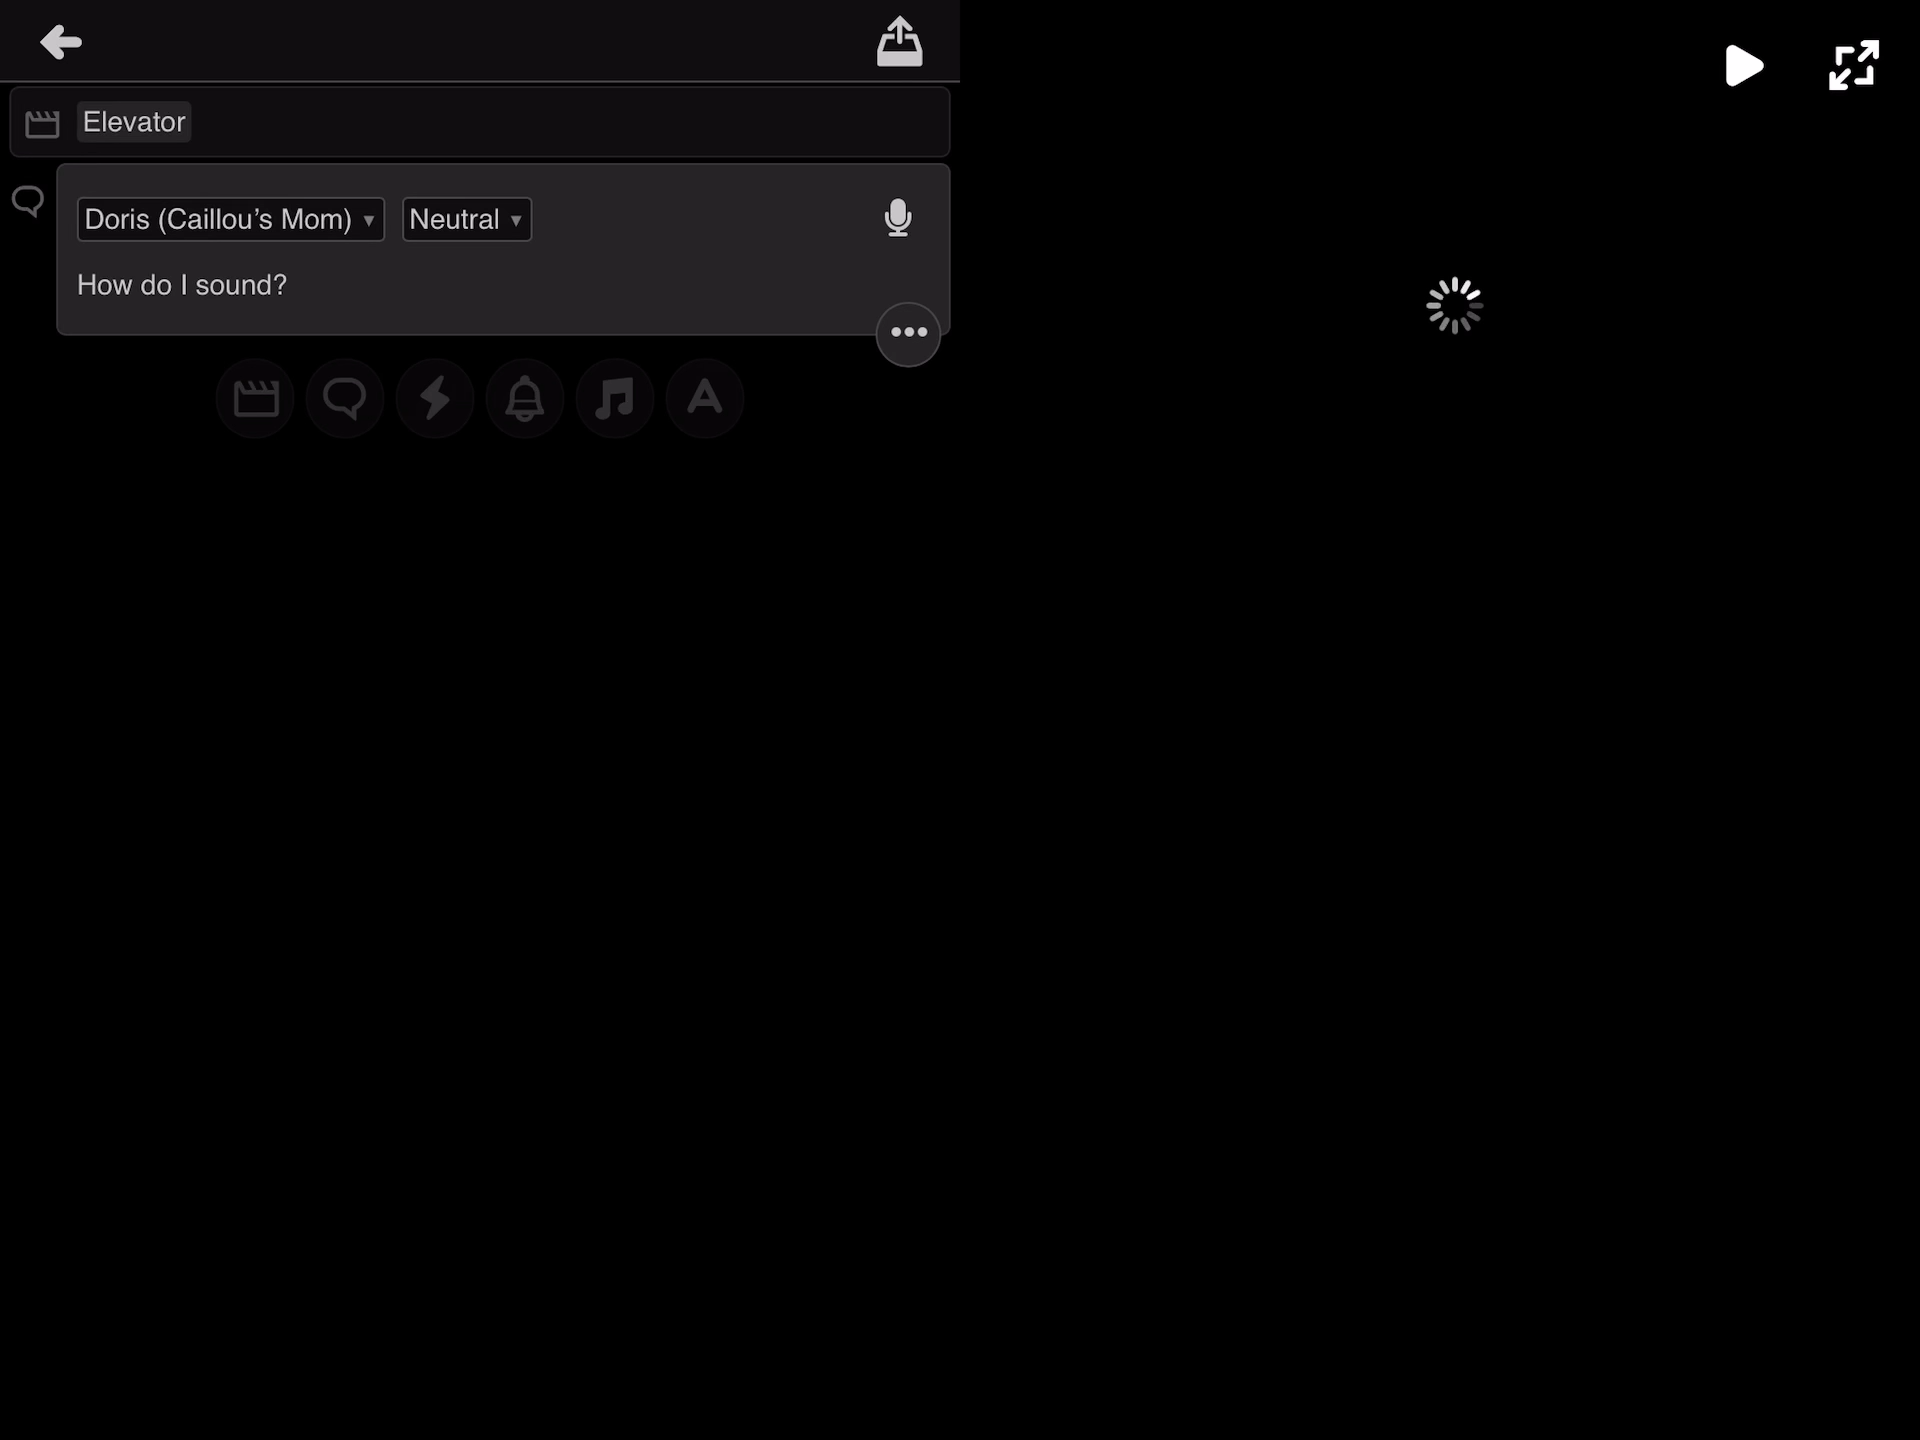 Elevator
Doris (Caillou’s Mom) ▾ Neutral ▾
How do I sound?